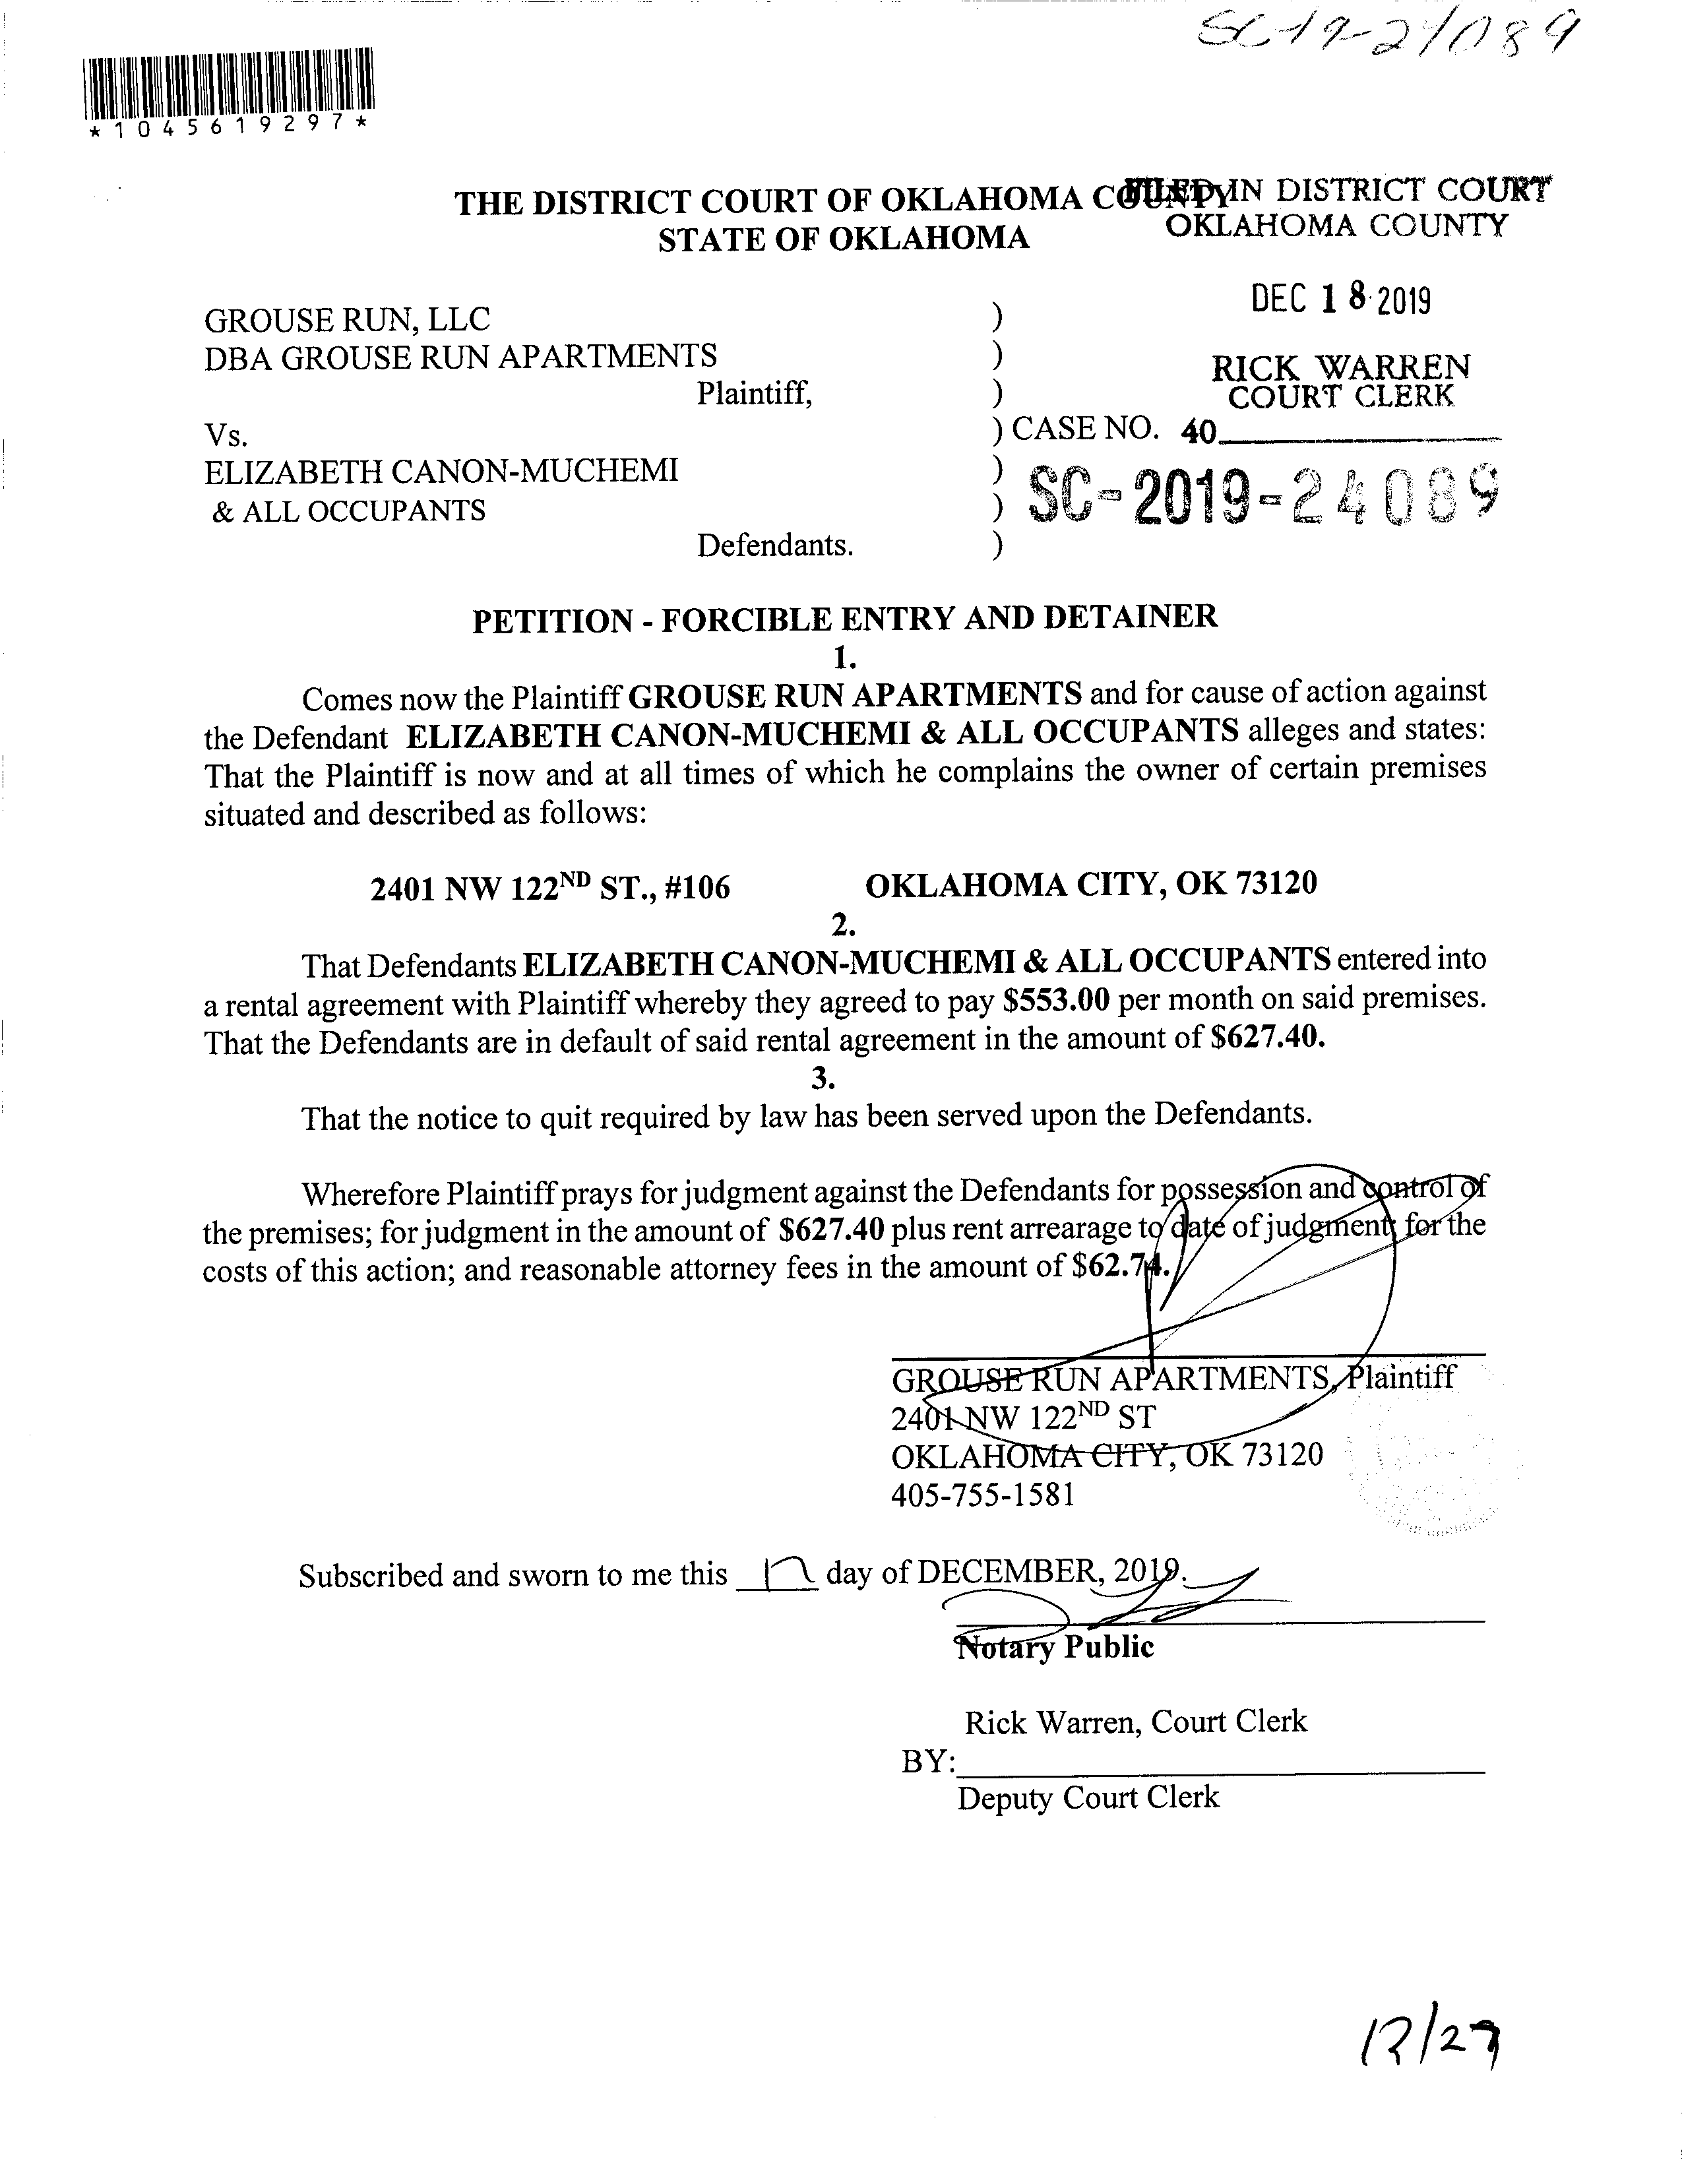 SC-19-24089
*1045619297*
THE DISTRICT COURT OF OKLAHOMA COUNTY
FILED IN DISTRICT COURT
OKLAHOMA COUNTY
STATE OF OKLAHOMA
DEC 18 2019
GROUSE RUN, LLC )
DBA GROUSE RUN APARTMENTS )
RICK WARREN
COURT CLERK
Plaintiff, )
Vs. ) CASE NO. 40
ELIZABETH CANON-MUCHEMI )
SC-2019-24089
& ALL OCCUPANTS )
Defendants. )
PETITION - FORCIBLE ENTRY AND DETAINER
1.
Comes now the Plaintiff GROUSE RUN APARTMENTS and for cause of action against
the Defendant ELIZABETH CANON-MUCHEMI & ALL OCCUPANTS alleges and states:
That the Plaintiff is now and at all times of which he complains the owner of certain premises
situated and described as follows:
2401 NW 122ND ST., #106 OKLAHOMA CITY, OK 73120
2.
That Defendants ELIZABETH CANON-MUCHEMI & ALL OCCUPANTS entered into
a rental agreement with Plaintiff whereby they agreed to pay $553.00 per month on said premises.
That the Defendants are in default of said rental agreement in the amount of $627.40.
3.
That the notice to quit required by law has been served upon the Defendants.
Wherefore Plaintiff prays for judgment against the Defendants for possession and control of
the premises; for judgment in the amount of $627.40 plus rent arrearage to date of judgment; for the
costs of this action; and reasonable attorney fees in the amount of $62.74.
GROUSE RUN APARTMENTS, Plaintiff
2401 NW 122ND ST
OKLAHOMA CITY, OK 73120
405-755-1581
Subscribed and sworn to me this day of DECEMBER, 2019.
Notary Public
Rick Warren, Court Clerk
BY:
Deputy Court Clerk
12/27